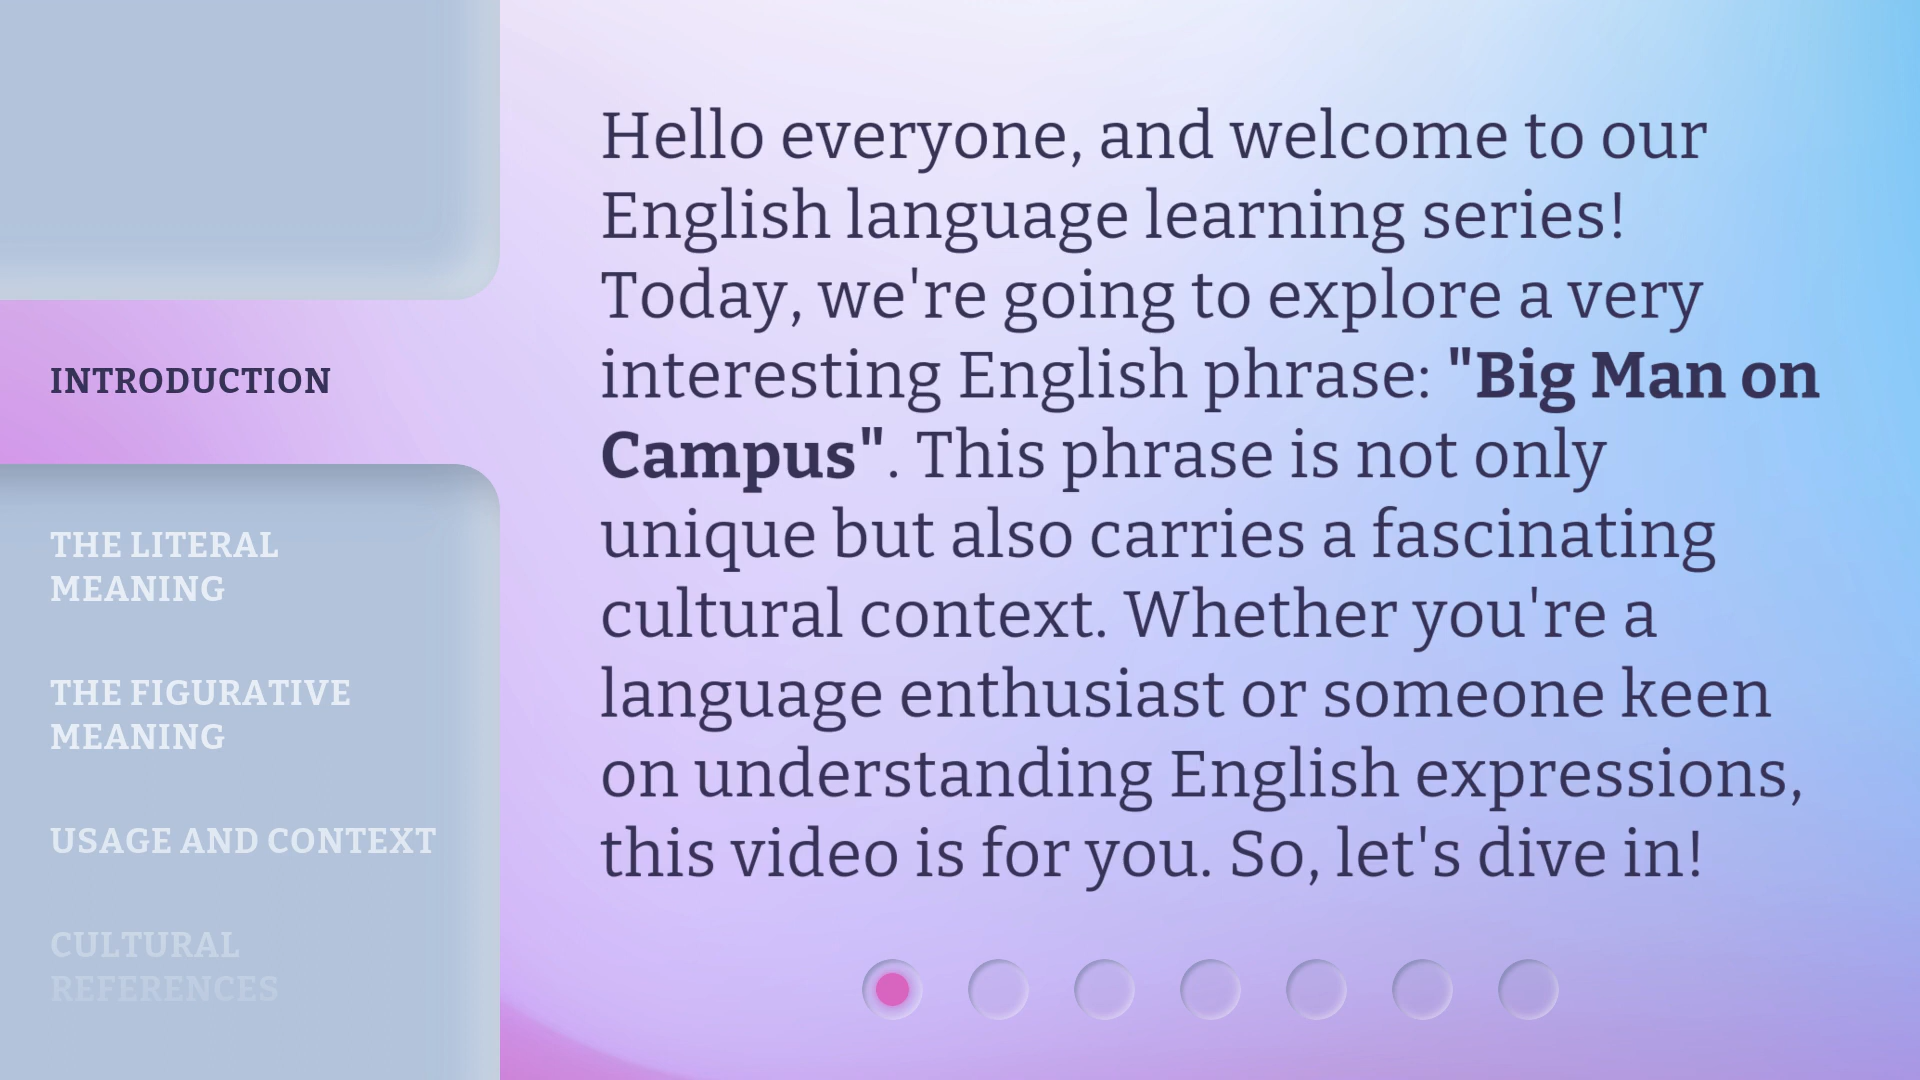 INTRODUCTION
THE LITERAL
MEANING
THE FIGURATIVE
MEANING
USAGE AND CONTEXT
CULTURAL
REFERENCES
Hello everyone, and welcome to our
English language learning series!
Today, we're going to explore a very
interesting English phrase: "Big Man on
Campus". This phrase is not only
unique but also carries a fascinating
cultural context. Whether you're a
language enthusiast or someone keen
on understanding English expressions,
this video is for you. So, let's dive in!